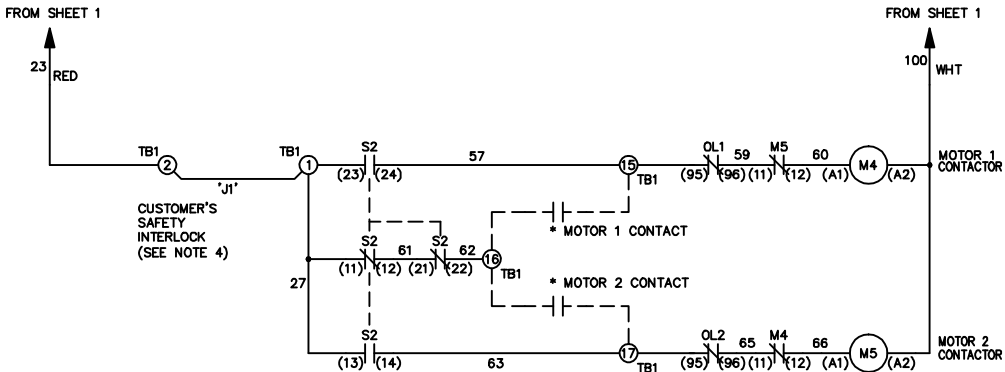 FROM SHEET 1
FROM SHEET 1
23
RED
100
WHT
TB1
2
TB1
1
S2
57
15
OL1
59
M5
60
M4
MOTOR 1
CONTACTOR
(23)
(24)
TB1
(95)
(96)
(11)
(12)
(A1)
(A2)
'J1'
CUSTOMER'S
SAFETY
INTERLOCK
(SEE NOTE 4)
* MOTOR 1 CONTACT
S2
61
S2
62
16
(11)
(12)
(21)
(22)
TB1
27
* MOTOR 2 CONTACT
S2
17
OL2
65
M4
66
M5
MOTOR 2
CONTACTOR
(13)
(14)
63
TB1
(95)
(96)
(11)
(12)
(A1)
(A2)